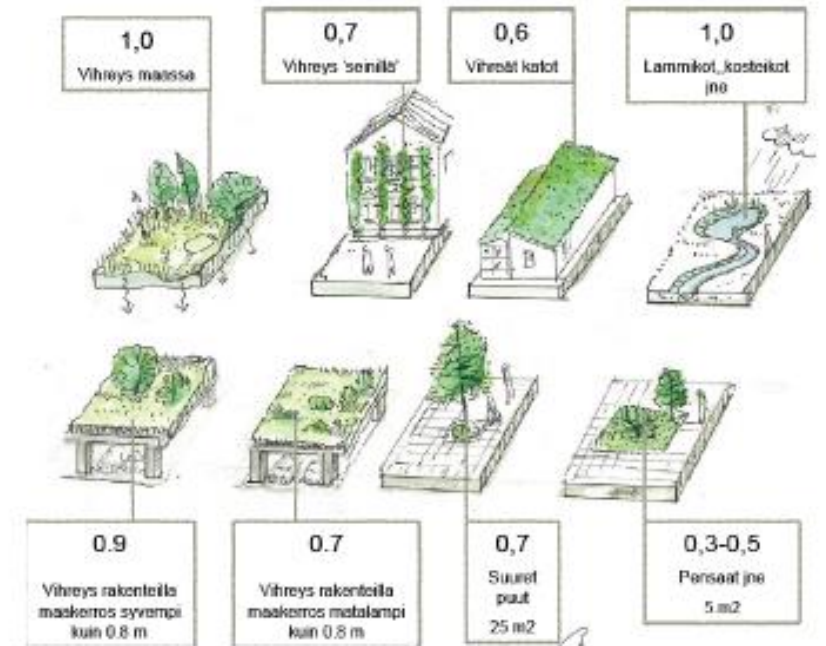 1,0
Vihreys maassa
0,7
Vihreys 'seinillä'
0,6
Vihreät katot
1,0
Lammikot,,kosteikot
jne
0.9
Vihreys rakenteilla
maakerros syvempi
kuin 0.8 m
0.7
Vihreys rakenteilla
maakerros matalampi
kuin 0.8 m
0,7
Suuret
puut
25 m2
0,3-0,5
Pensaat jne
5 m2